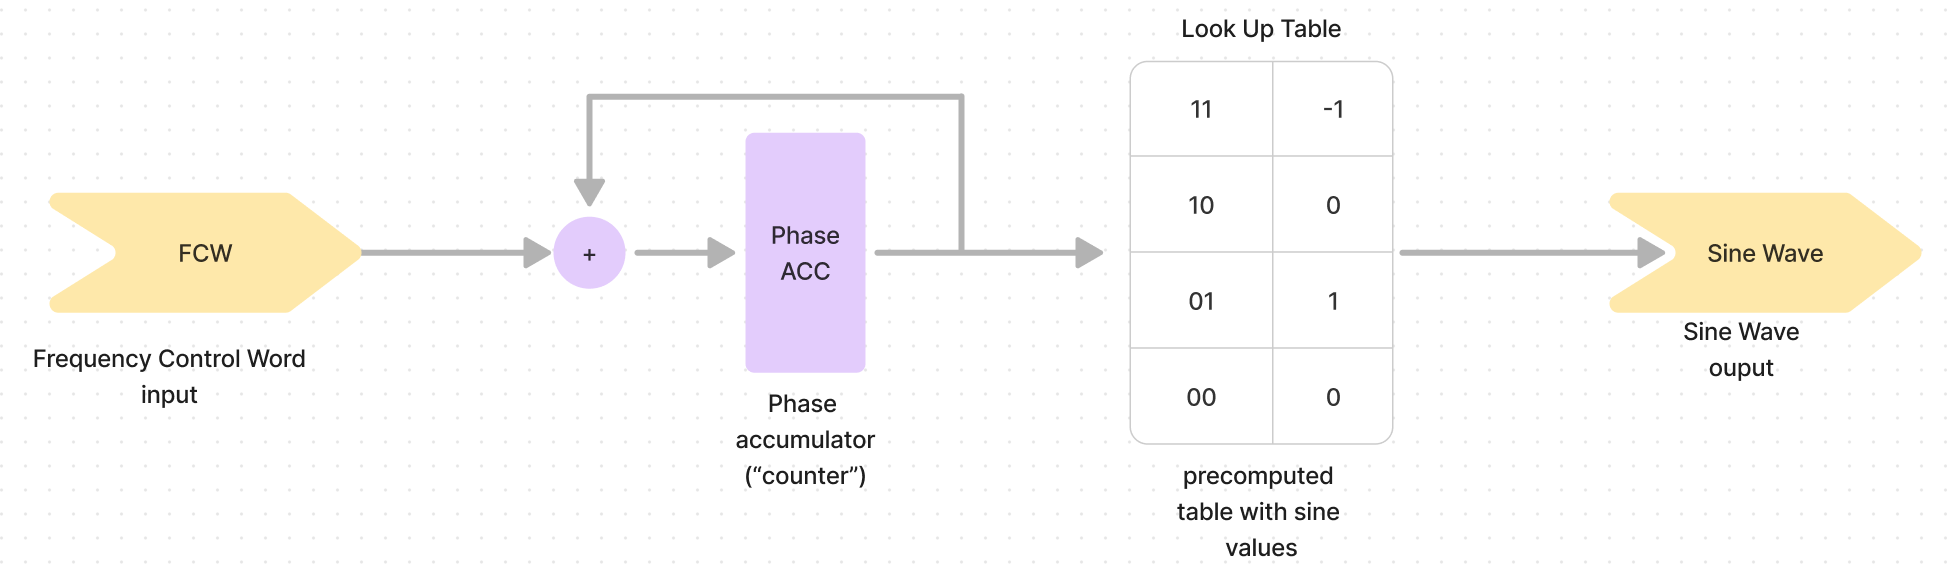 FCW
Frequency Control Word
input
+
Phase
ACC
Phase
accumulator
(“counter”)
Look Up Table
11 -1
10 0
01 1
00 0
precomputed
table with sine
values
Sine Wave
Sine Wave
ouput